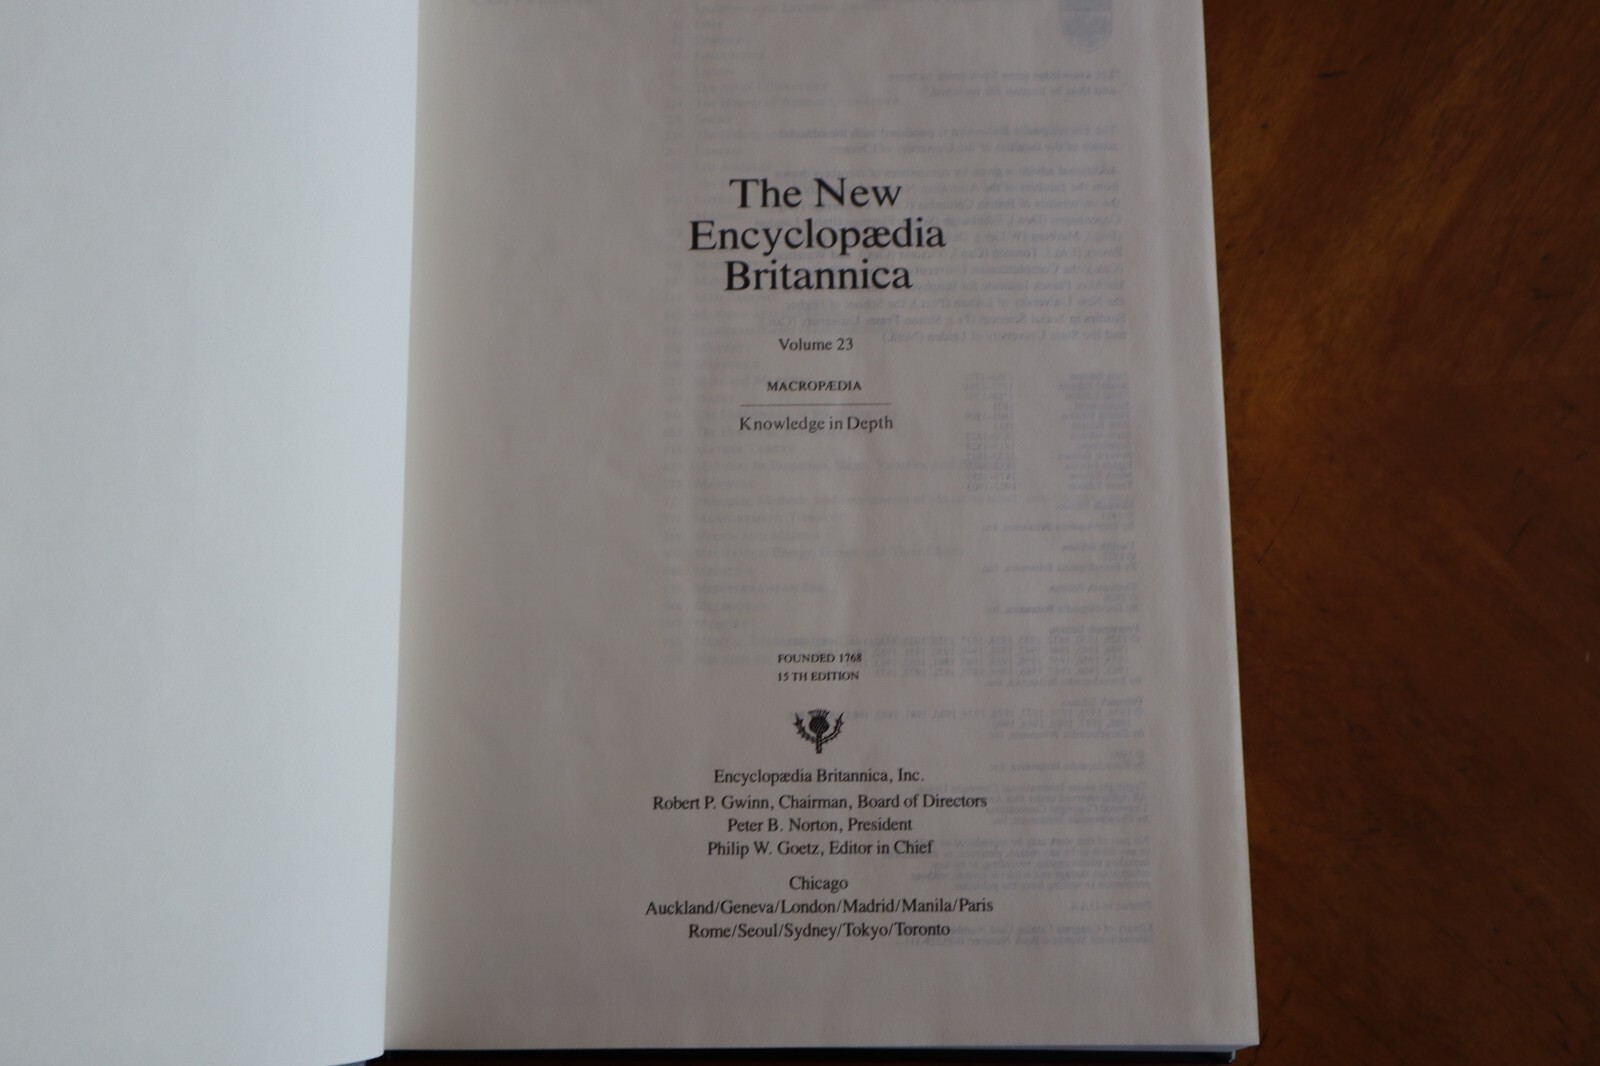 The New
Encyclopædia
Britannica
Volume 23
MACROPÆDIA
Knowledge in Depth
FOUNDED 1768
15 TH EDITION
Encyclopædia Britannica, Inc.
Robert P. Gwinn, Chairman, Board of Directors
Peter B. Norton, President
Philip W. Goetz, Editor in Chief
Chicago
Auckland/Geneva/London/Madrid/Manila/Paris
Rome/Seoul/Sydney/Tokyo/Toronto